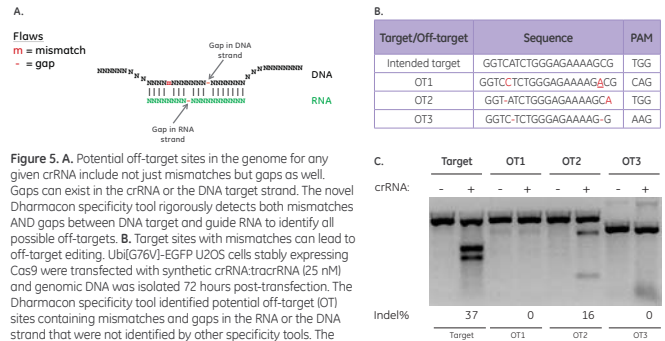 A.
Flaws
m = mismatch
- = gap
Gap in DNA
strand
DNA
RNA
Gap in RNA
strand
Figure 5. A. Potential off-target sites in the genome for any
given crRNA include not just mismatches but gaps as well.
Gaps can exist in the crRNA or the DNA target strand. The novel
Dharmacon specificity tool rigorously detects both mismatches
AND gaps between DNA target and guide RNA to identify all
possible off-targets. B. Target sites with mismatches can lead to
off-target editing. Ubi[G76V]-EGFP U2OS cells stably expressing
Cas9 were transfected with synthetic crRNA:tracrRNA (25 nM)
and genomic DNA was isolated 72 hours post-transfection. The
Dharmacon specificity tool identified potential off-target (OT)
sites containing mismatches and gaps in the RNA or the DNA
strand that were not identified by other specificity tools. The
B.
Target/Off-target Sequence PAM
Intended target GGTCATCTGGGAGAAAAGCG TGG
OT1 GGTCCTCTGGGAGAAAAGACG CAG
OT2 GGT-ATCTGGGAGAAAAGCA TGG
OT3 GGTC-TCTGGGAGAAAAG-G AAG
C.
Target OT1 OT2 OT3
crRNA: - + - + - + - +
Indel% 37 0 16 0
Target OT1 OT2 OT3